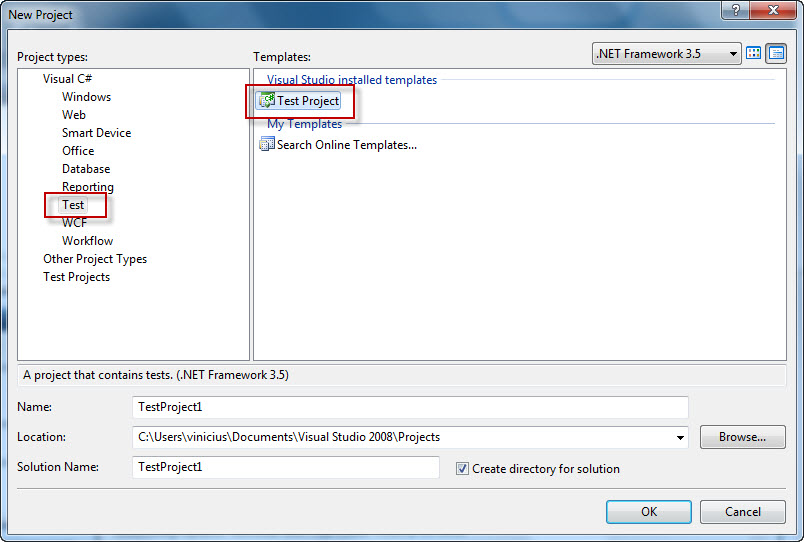 New Project
Project types:
Templates:
.NET Framework 3.5
Visual C#
Windows
Web
Smart Device
Office
Database
Reporting
Test
WCF
Workflow
Other Project Types
Test Projects
Visual Studio installed templates
Test Project
My Templates
Search Online Templates...
A project that contains tests. (.NET Framework 3.5)
Name:
TestProject1
Location:
C:\Users\vinicius\Documents\Visual Studio 2008\Projects
Browse...
Solution Name:
TestProject1
Create directory for solution
OK
Cancel